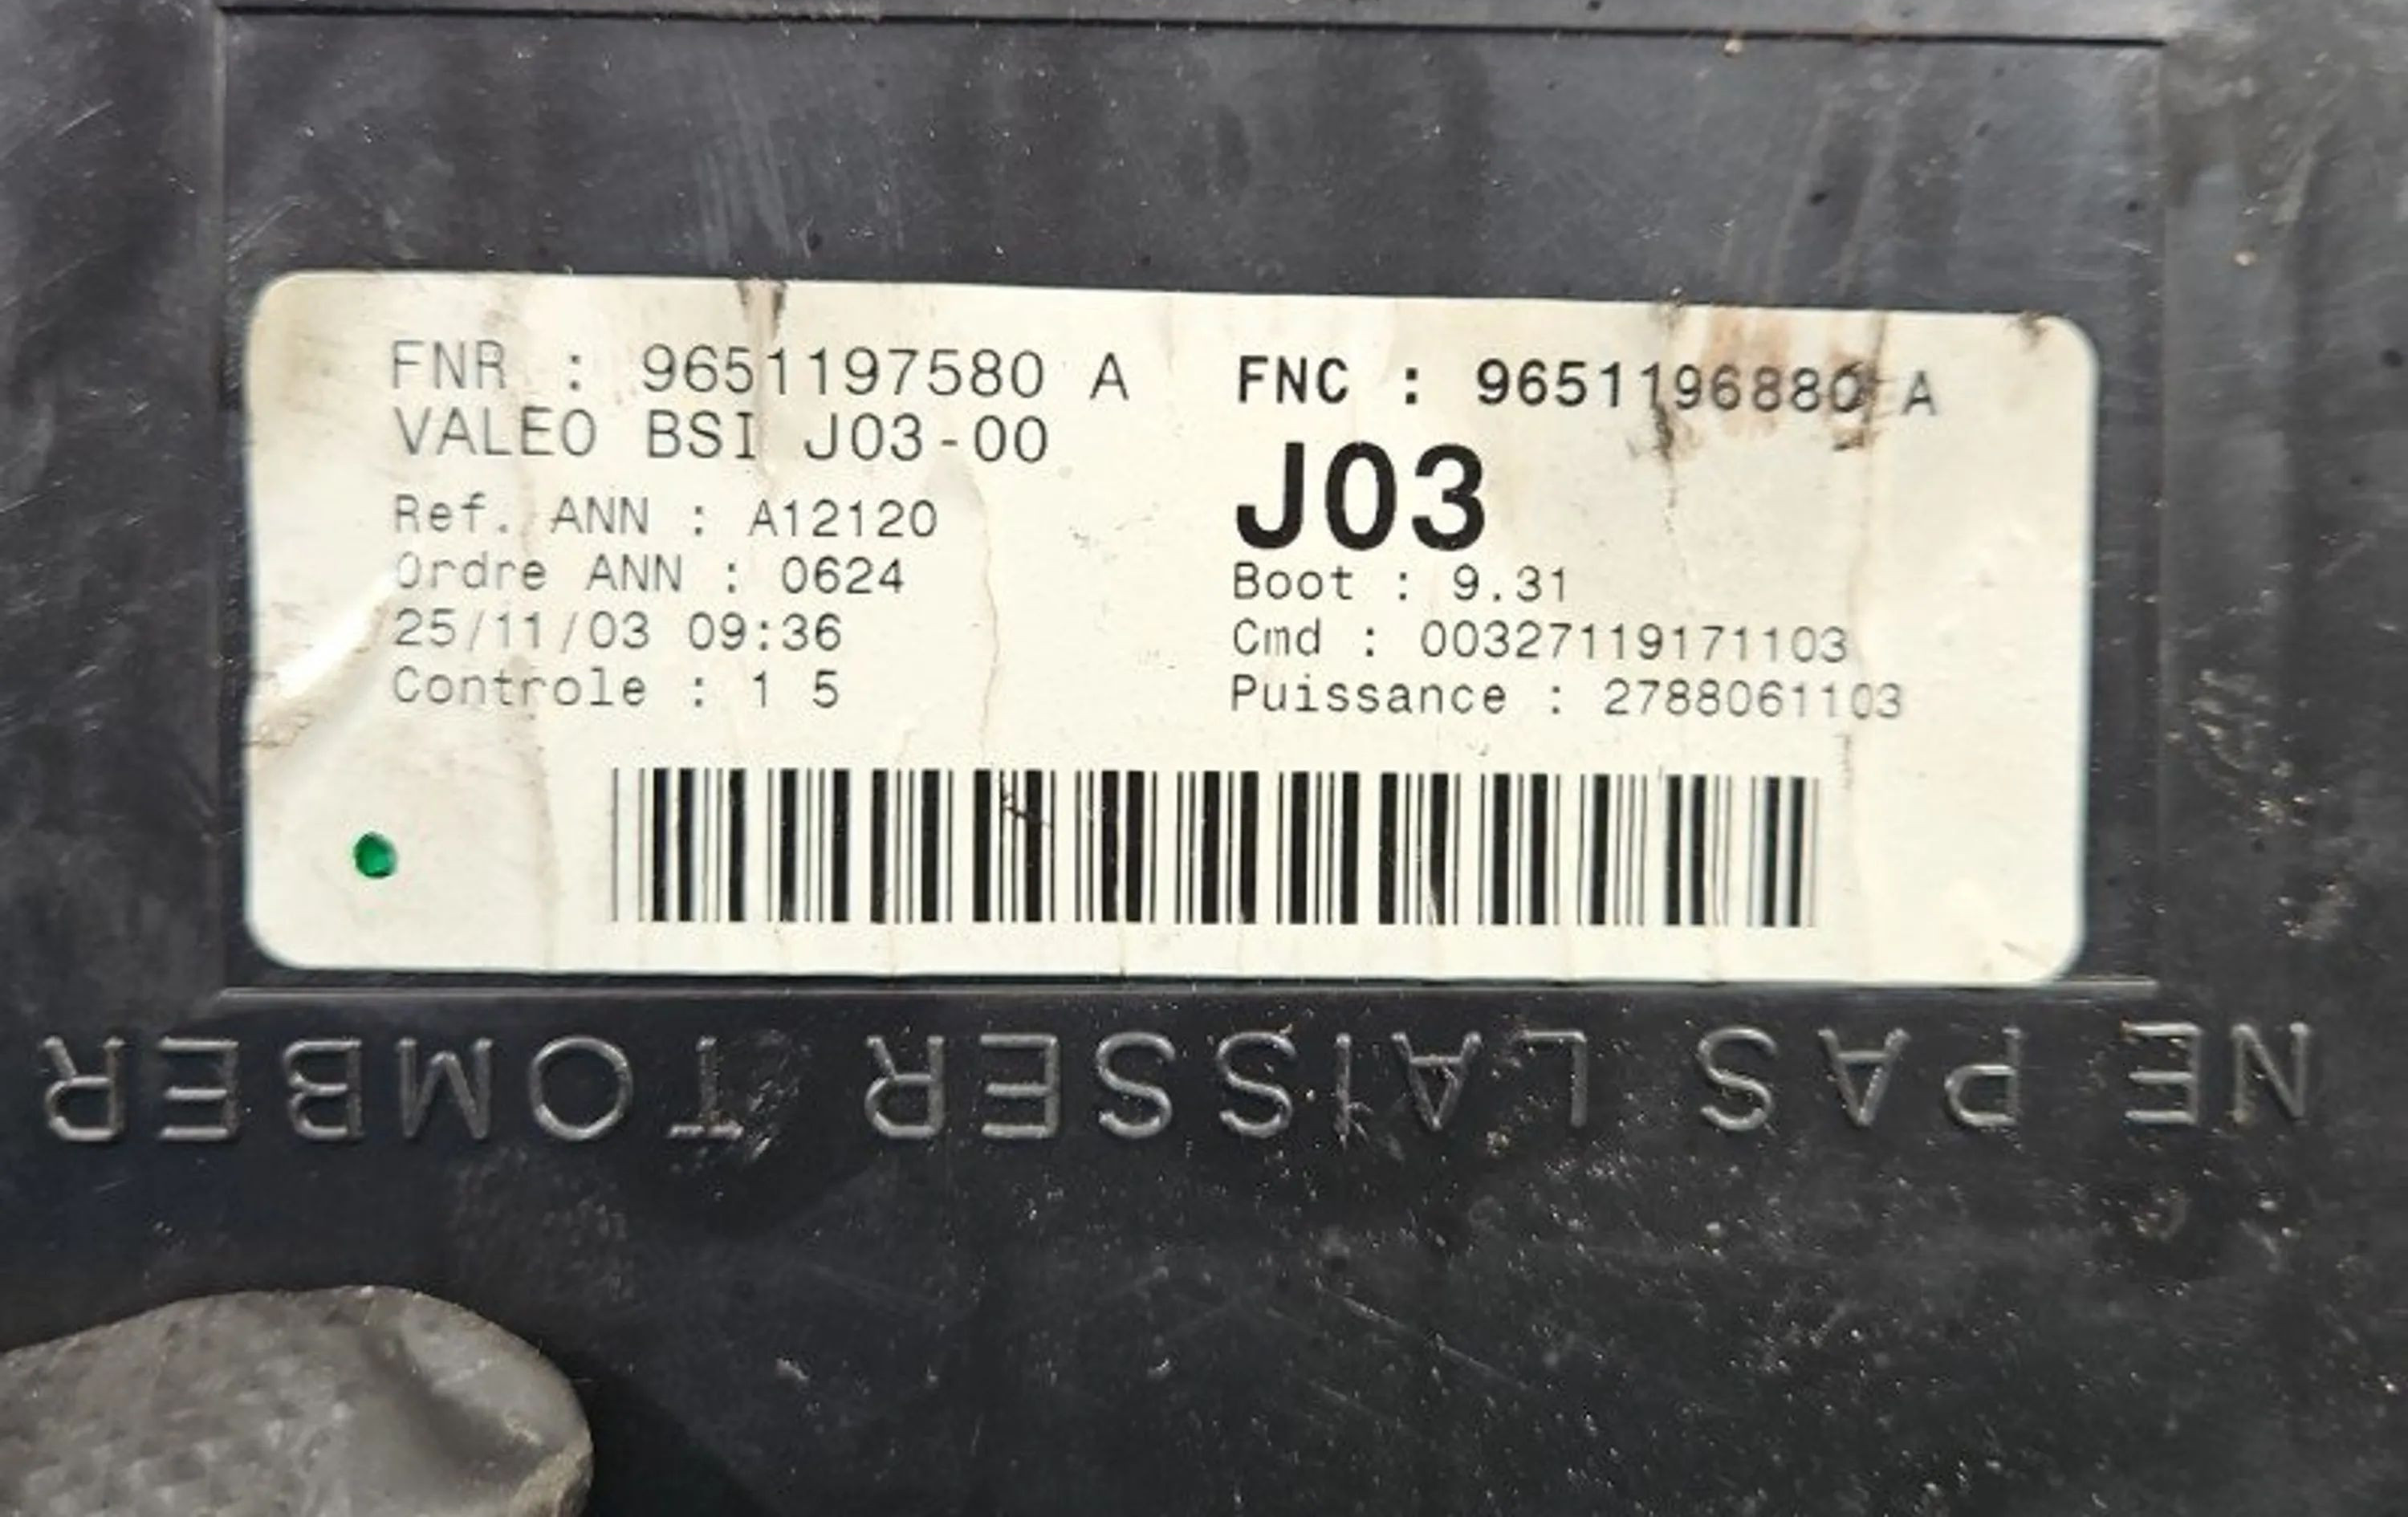 FNR : 9651197580 A
VALEO BSI J03-00
Ref. ANN : A12120
Ordre ANN : 0624
25/11/03 09:36
Controle : 1 5
FNC : 9651196880 A
J03
Boot : 9.31
Cmd : 00327119171103
Puissance : 2788061103
NE PAS LAISSER TOMBER